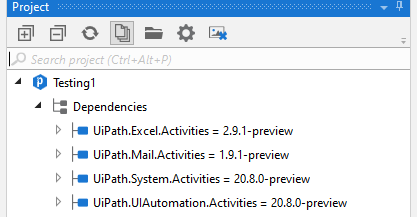 Project
Search project (Ctrl+Alt+P)
Testing1
Dependencies
UiPath.Excel.Activities = 2.9.1-preview
UiPath.Mail.Activities = 1.9.1-preview
UiPath.System.Activities = 20.8.0-preview
UiPath.UIAutomation.Activities = 20.8.0-preview